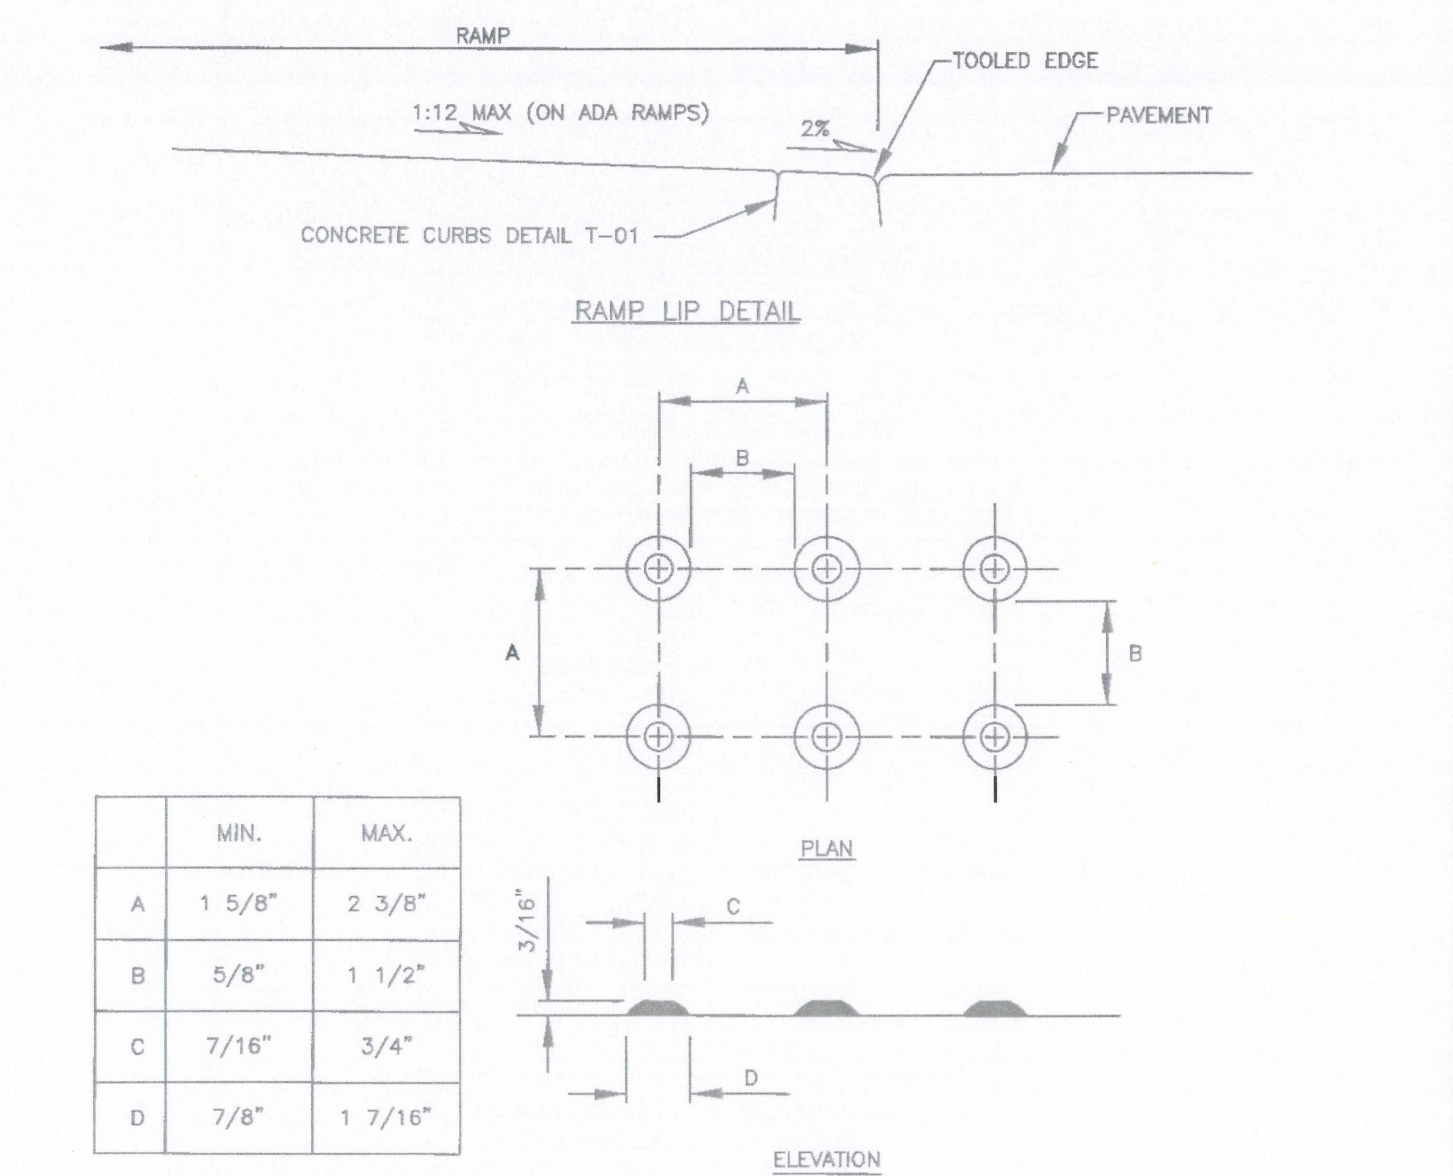 RAMP
TOOLED EDGE
1:12 MAX (ON ADA RAMPS)
2%
PAVEMENT
CONCRETE CURBS DETAIL T-01
RAMP LIP DETAIL
A
B
A
B
PLAN
MIN. MAX.
A 1 5/8" 2 3/8"
B 5/8" 1 1/2"
C 7/16" 3/4"
D 7/8" 1 7/16"
3/16"
C
D
ELEVATION